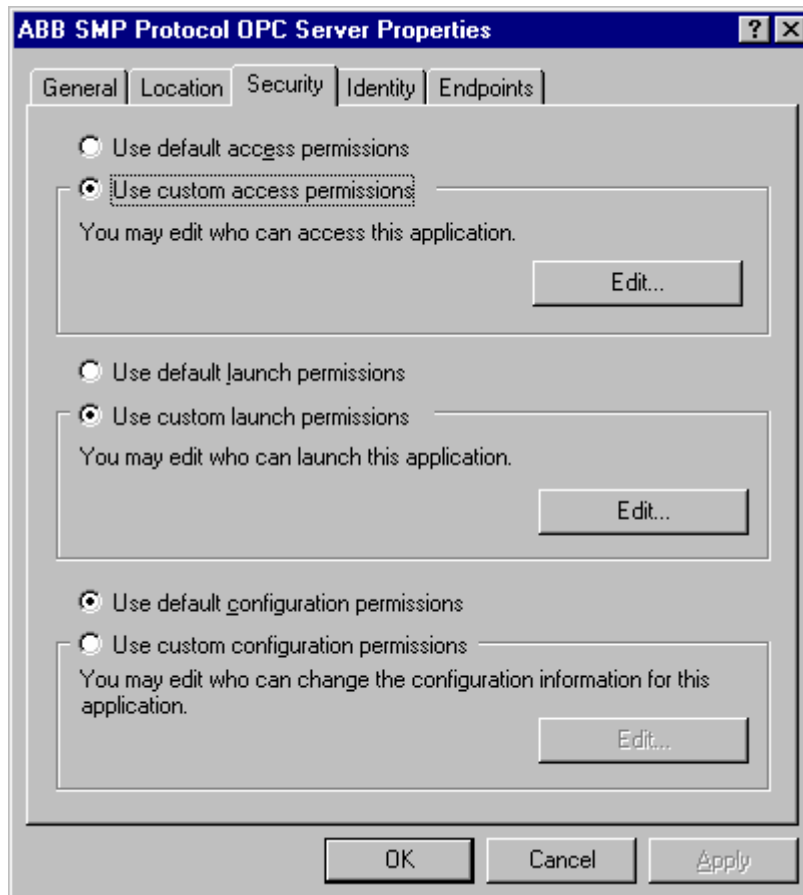 ABB SMP Protocol OPC Server Properties
General Location Security Identity Endpoints
Use default access permissions
Use custom access permissions
You may edit who can access this application.
Edit...
Use default launch permissions
Use custom launch permissions
You may edit who can launch this application.
Edit...
Use default configuration permissions
Use custom configuration permissions
You may edit who can change the configuration information for this
application.
Edit...
OK Cancel Apply